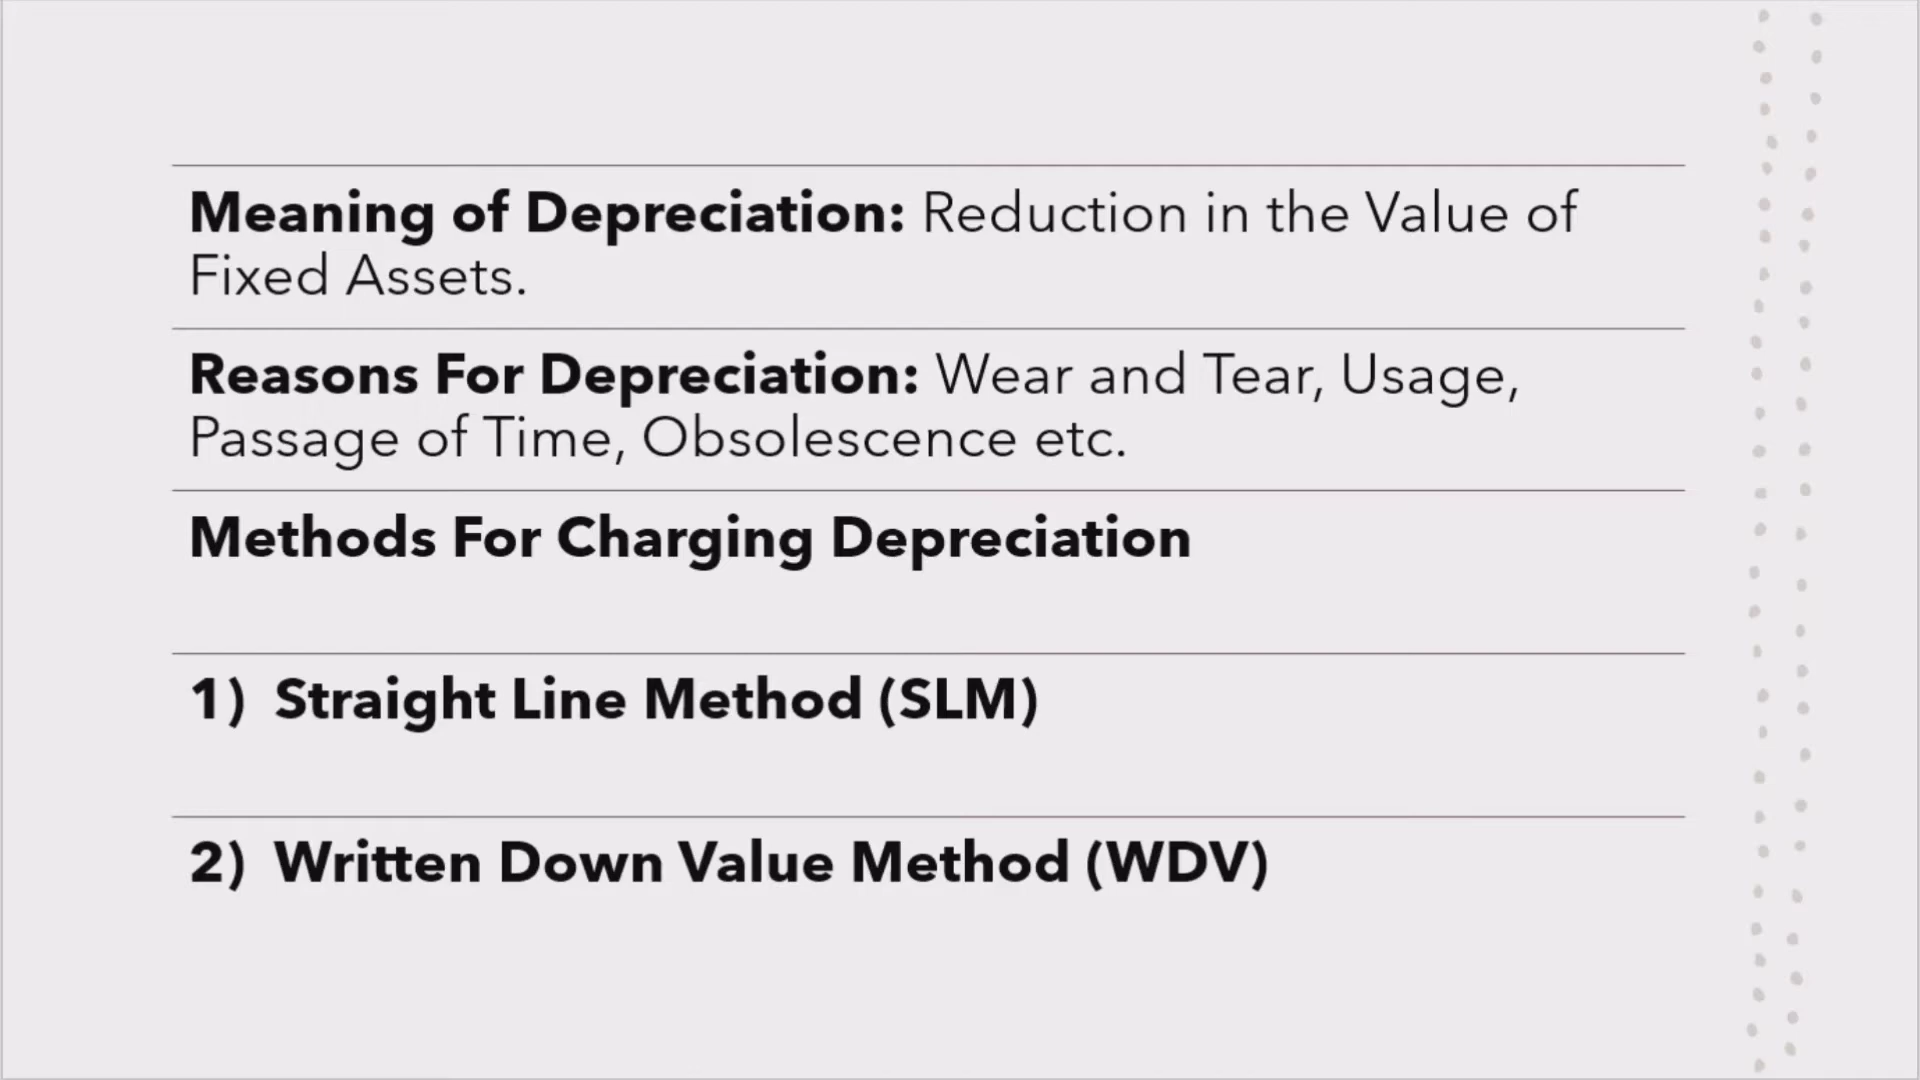 Meaning of Depreciation: Reduction in the Value of
Fixed Assets.
Reasons For Depreciation: Wear and Tear, Usage,
Passage of Time, Obsolescence etc.
Methods For Charging Depreciation
1) Straight Line Method (SLM)
2) Written Down Value Method (WDV)